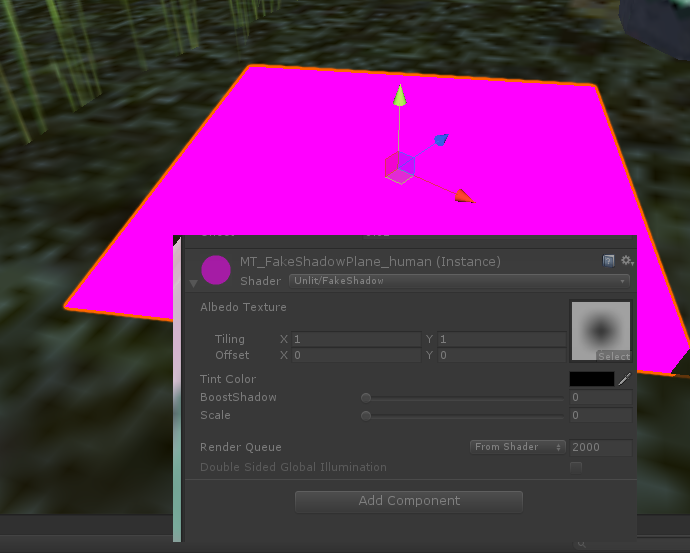 MT_FakeShadowPlane_human (Instance)
Shader Unlit/FakeShadow
Albedo Texture
Tiling X 1 Y 1
Offset X 0 Y 0
Select
Tint Color
BoostShadow 0
Scale 0
Render Queue From Shader 2000
Double Sided Global Illumination
Add Component